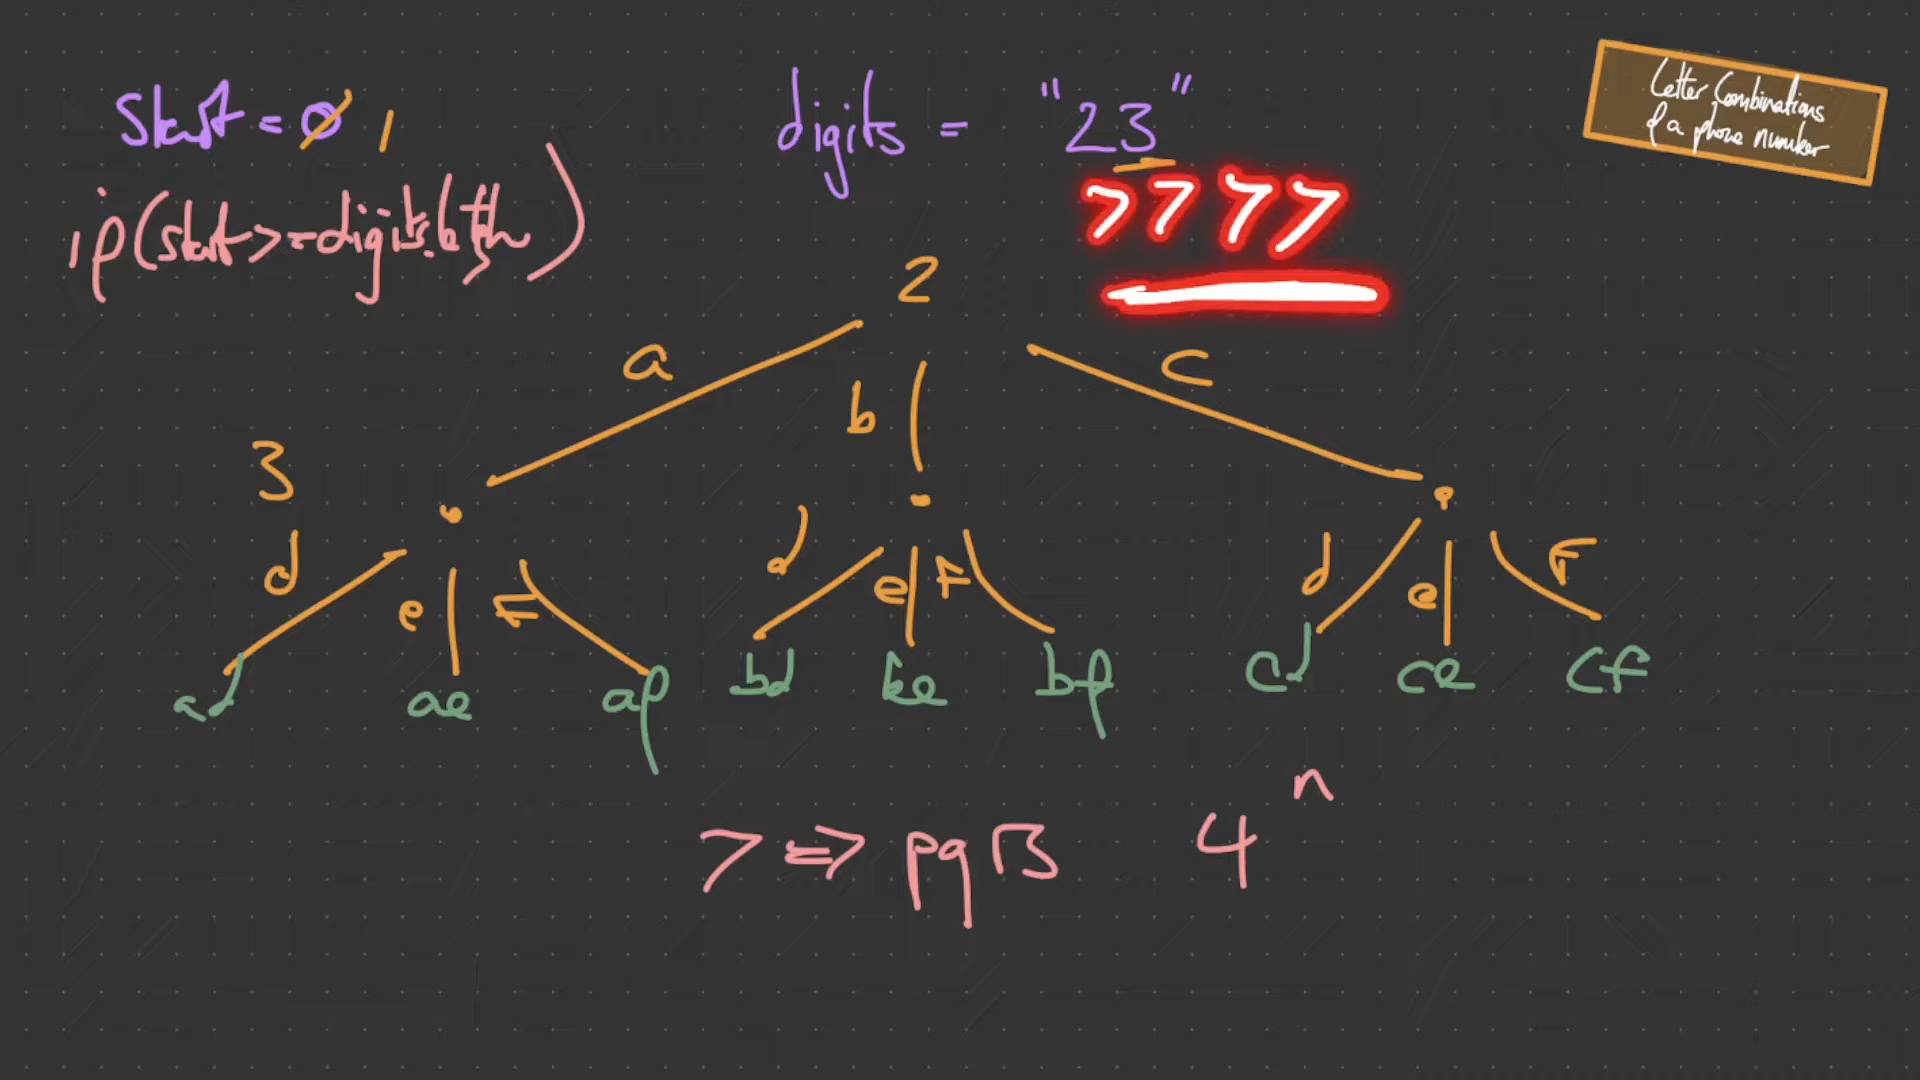 Start = 0 1
digits = "23"
Letter Combinations
of a phone number
if(start>=digits.length)
7777
2
a
b
c
3
d
e
f
d
e
f
d
e
f
ad
ae
af
bd
be
bf
cd
ce
cf
n
7 => pqrs 4